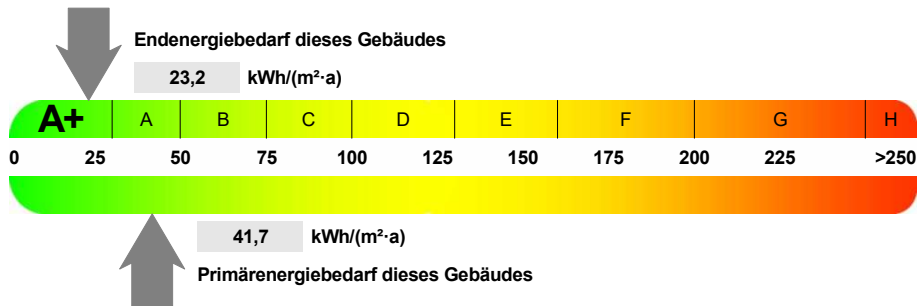 Endenergiebedarf dieses Gebäudes
23,2 kWh/(m²·a)
A+ A B C D E F G H
0 25 50 75 100 125 150 175 200 225 >250
41,7 kWh/(m²·a)
Primärenergiebedarf dieses Gebäudes